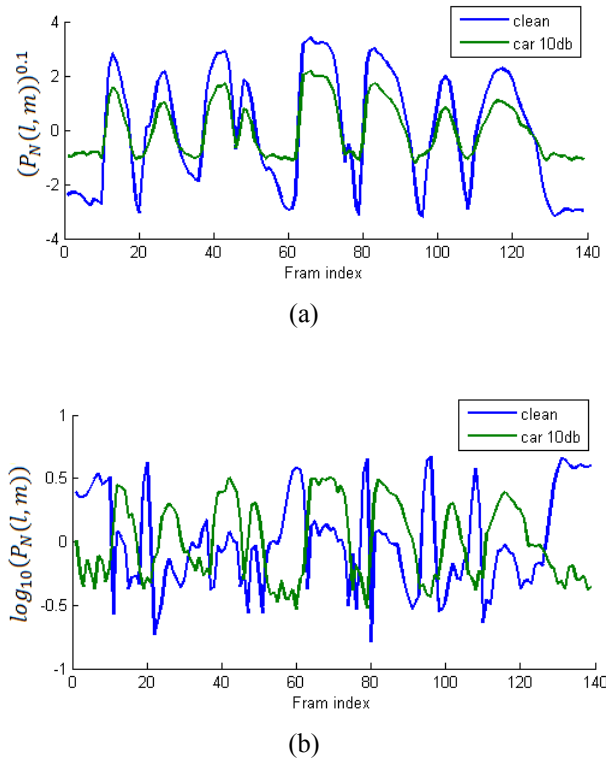 clean
car 10db
4
2
0
-2
-4
(P_N(l, m))^0.1
0 20 40 60 80 100 120 140
Fram index
(a)
clean
car 10db
1
0.5
0
-0.5
-1
log_10(P_N(l, m))
0 20 40 60 80 100 120 140
Fram index
(b)